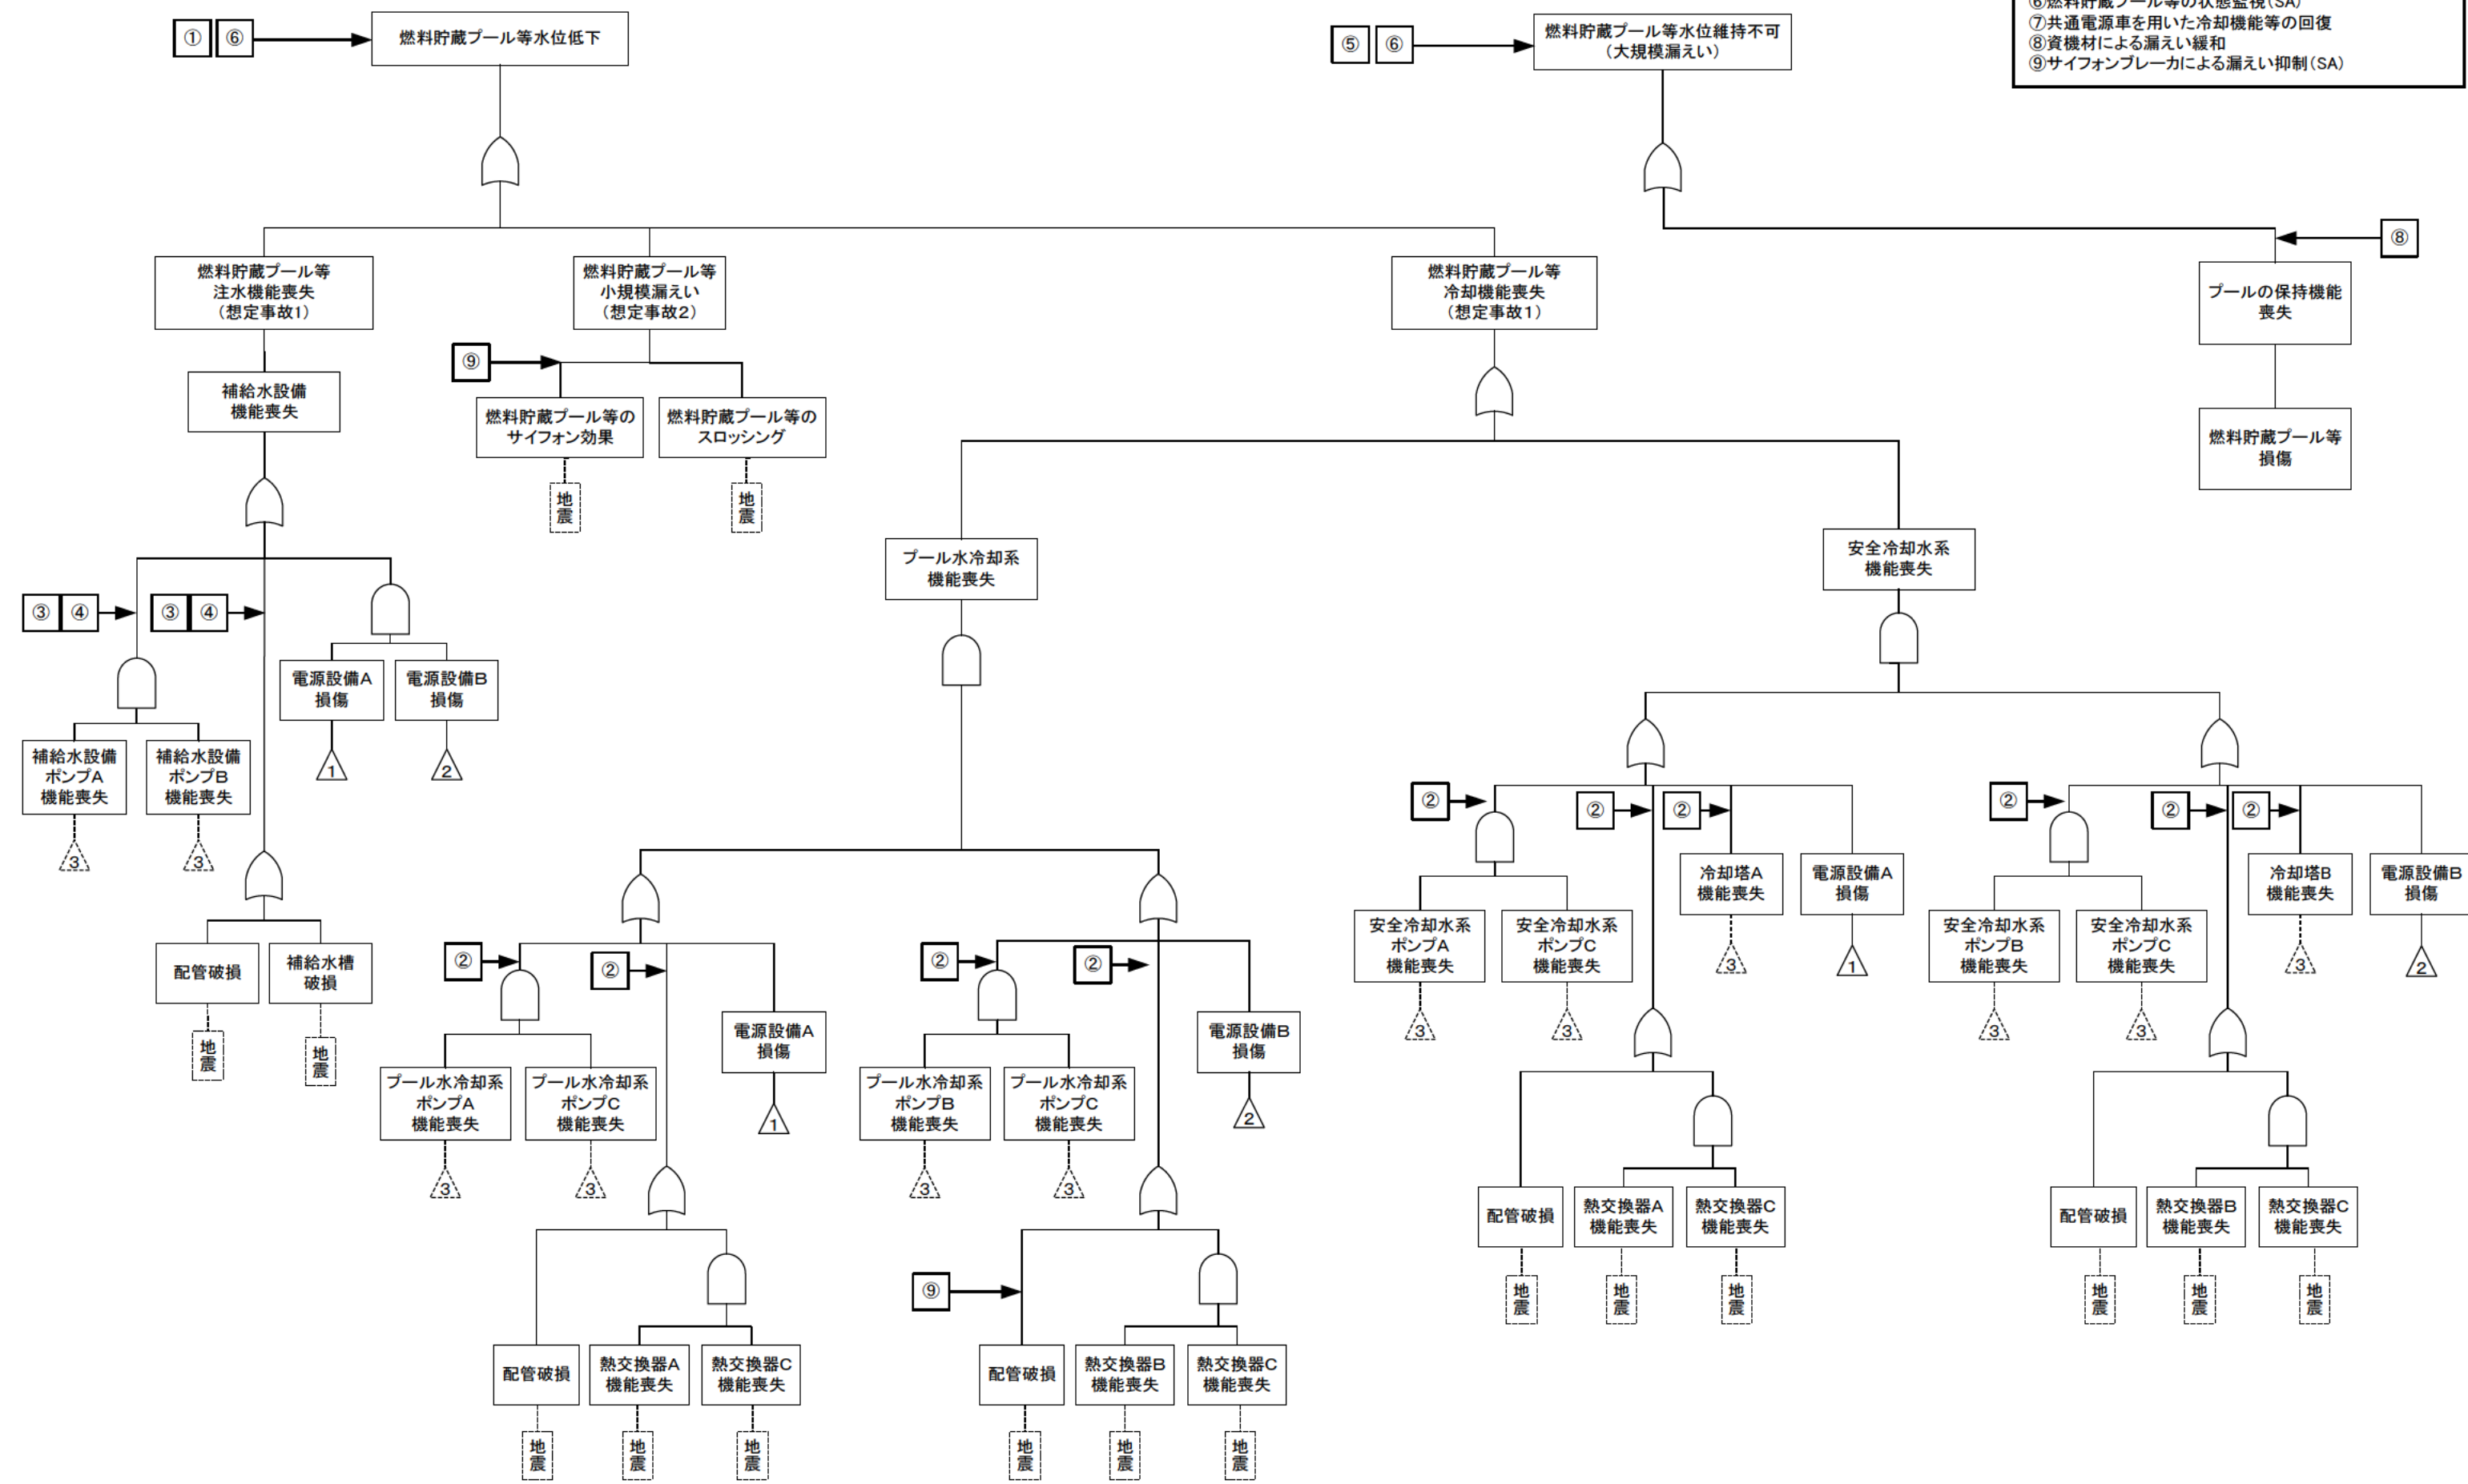 ①
⑥
燃料貯蔵プール等水位低下
⑤
⑥
燃料貯蔵プール等水位維持不可
（大規模漏えい）
⑥燃料貯蔵プール等の状態監視(SA)
⑦共通電源車を用いた冷却機能等の回復
⑧資機材による漏えい緩和
⑨サイフォンブレーカによる漏えい抑制(SA)
燃料貯蔵プール等
注水機能喪失
（想定事故1）
燃料貯蔵プール等
小規模漏えい
（想定事故2）
燃料貯蔵プール等
冷却機能喪失
（想定事故1）
⑧
プールの保持機能
喪失
補給水設備
機能喪失
⑨
燃料貯蔵プール等の
サイフォン効果
地震
燃料貯蔵プール等の
スロッシング
地震
燃料貯蔵プール等
損傷
プール水冷却系
機能喪失
安全冷却水系
機能喪失
③
④
③
④
電源設備A
損傷
1
電源設備B
損傷
2
補給水設備
ポンプA
機能喪失
3
補給水設備
ポンプB
機能喪失
3
配管破損
地震
補給水槽
破損
地震
②
②
電源設備A
損傷
1
プール水冷却系
ポンプA
機能喪失
3
プール水冷却系
ポンプC
機能喪失
3
配管破損
地震
熱交換器A
機能喪失
地震
熱交換器C
機能喪失
地震
②
②
電源設備B
損傷
2
プール水冷却系
ポンプB
機能喪失
3
プール水冷却系
ポンプC
機能喪失
3
⑨
配管破損
地震
熱交換器B
機能喪失
地震
熱交換器C
機能喪失
地震
②
②
②
冷却塔A
機能喪失
3
電源設備A
損傷
1
安全冷却水系
ポンプA
機能喪失
3
安全冷却水系
ポンプC
機能喪失
3
配管破損
地震
熱交換器A
機能喪失
地震
熱交換器C
機能喪失
地震
②
②
②
冷却塔B
機能喪失
3
電源設備B
損傷
2
安全冷却水系
ポンプB
機能喪失
3
安全冷却水系
ポンプC
機能喪失
3
配管破損
地震
熱交換器B
機能喪失
地震
熱交換器C
機能喪失
地震